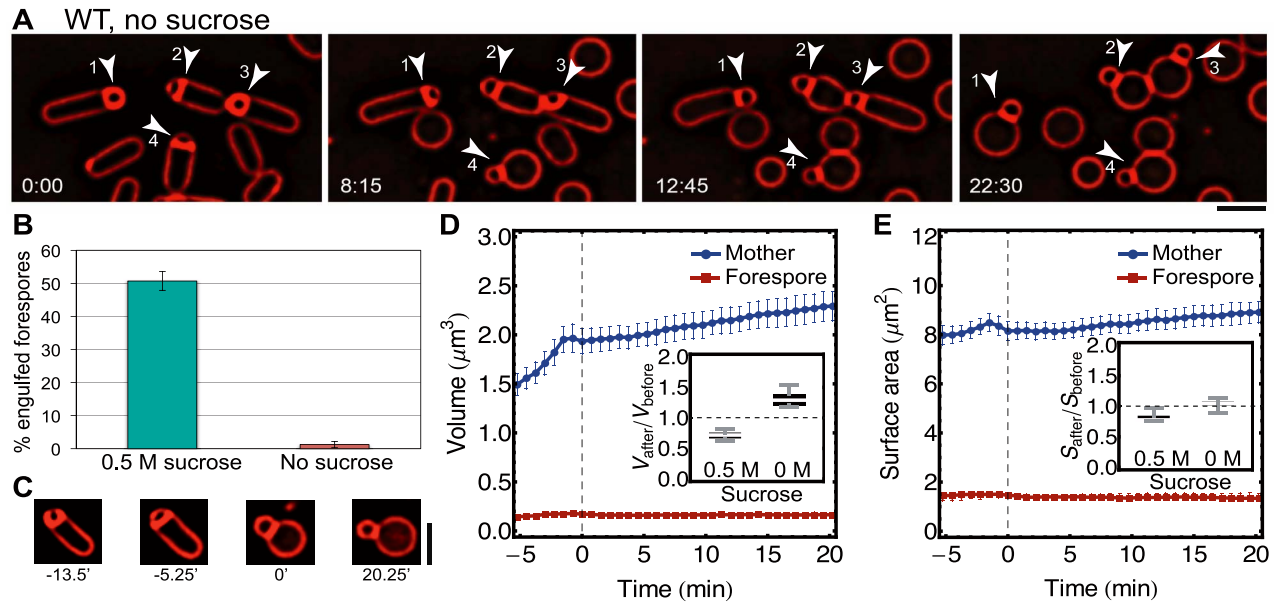 A WT, no sucrose
1 2 3 4 0:00
1 2 3 4 8:15
1 2 3 4 12:45
1 2 3 4 22:30
B
% engulfed forespores
60
50
40
30
20
10
0
0.5 M sucrose No sucrose
C
-13.5' -5.25' 0' 20.25'
D
Volume (μm³)
3.0
2.5
2.0
1.5
1.0
0.5
0.0
Mother
Forespore
Vafter/Vbefore
2.0
1.5
1.0
0.5
0.0
0.5 M 0 M
Sucrose
−5 0 5 10 15 20
Time (min)
E
Surface area (μm²)
12
10
8
6
4
2
0
Mother
Forespore
Safter/Sbefore
2.0
1.5
1.0
0.5
0.0
0.5 M 0 M
Sucrose
−5 0 5 10 15 20
Time (min)